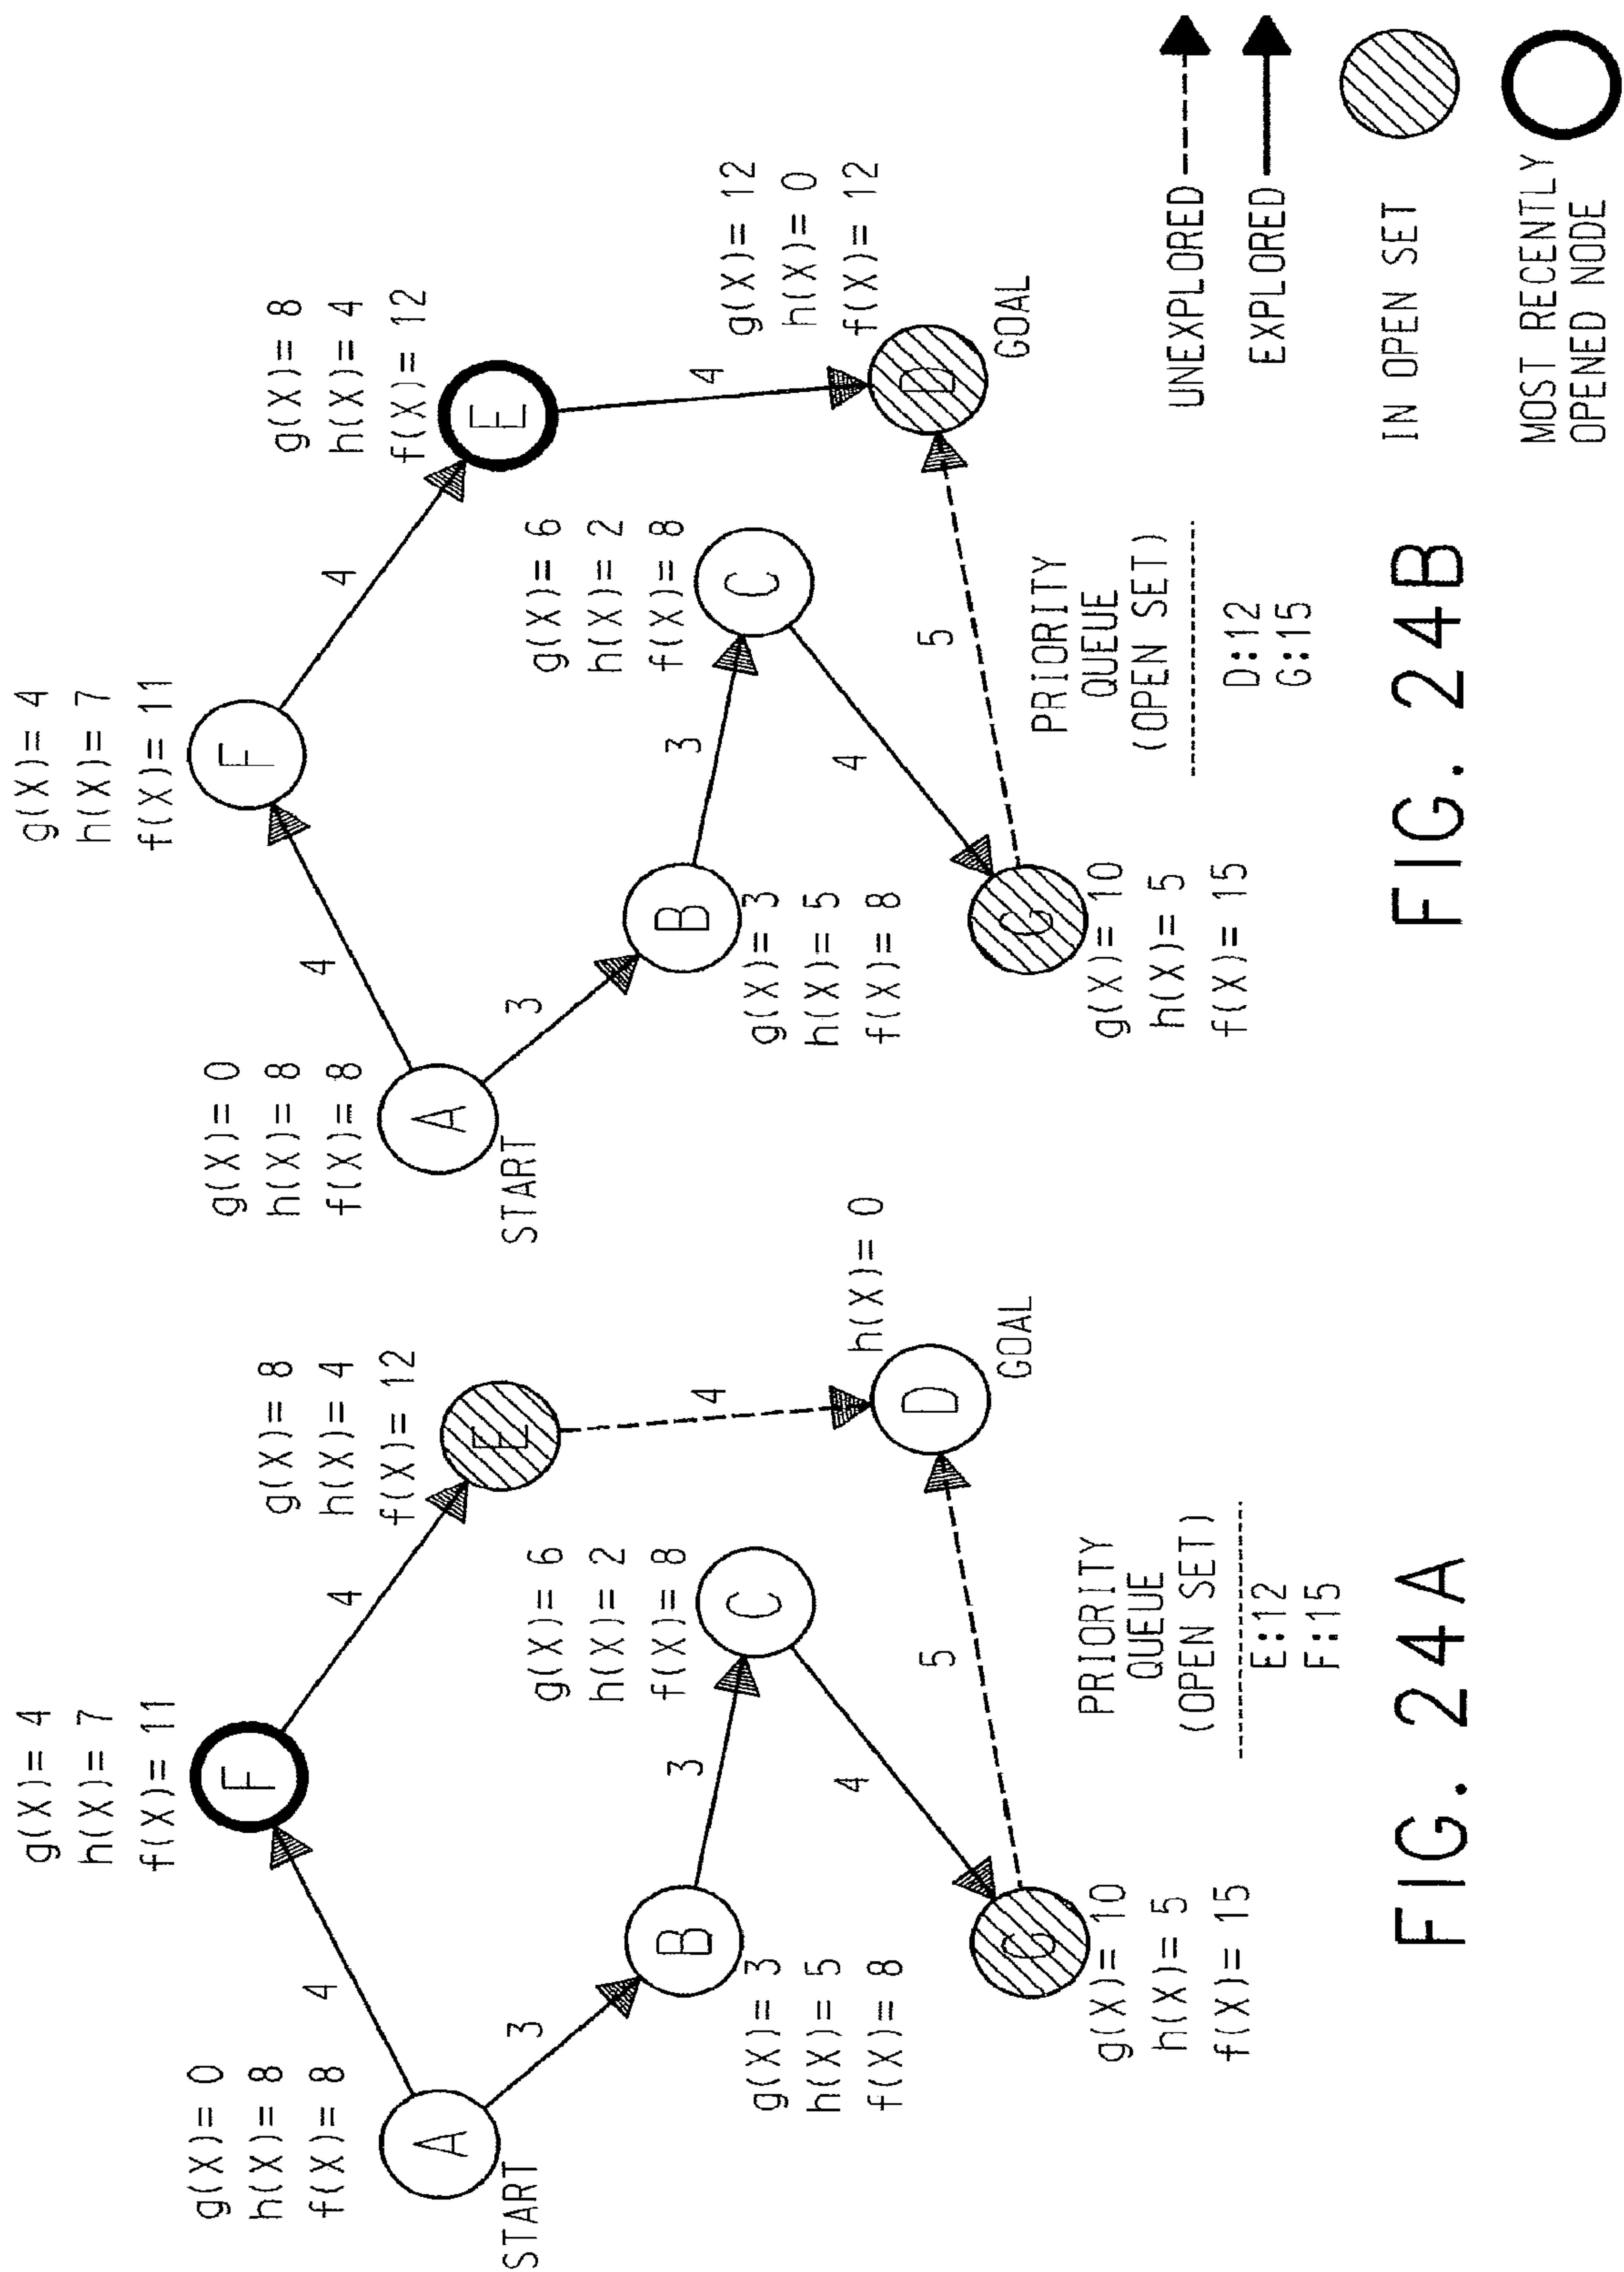 g(X)= 0
h(X)= 8
f(X)= 8
A
START
4
3
g(X)= 4
h(X)= 7
f(X)= 11
F
4
g(X)= 8
h(X)= 4
f(X)= 12
E
4
B
g(X)= 3
h(X)= 5
f(X)= 8
3
g(X)= 6
h(X)= 2
f(X)= 8
C
4
G
g(X)= 10
h(X)= 5
f(X)= 15
5
h(X)= 0
D
GOAL
PRIORITY
QUEUE
(OPEN SET)
E:12
F:15
FIG. 24A
g(X)= 0
h(X)= 8
f(X)= 8
A
START
4
3
g(X)= 4
h(X)= 7
f(X)= 11
F
4
g(X)= 8
h(X)= 4
f(X)= 12
E
4
B
g(X)= 3
h(X)= 5
f(X)= 8
3
g(X)= 6
h(X)= 2
f(X)= 8
C
4
G
g(X)= 10
h(X)= 5
f(X)= 15
5
g(X)= 12
h(X)= 0
f(X)= 12
D
GOAL
PRIORITY
QUEUE
(OPEN SET)
D:12
G:15
FIG. 24B
UNEXPLORED
EXPLORED
IN OPEN SET
MOST RECENTLY
OPENED NODE